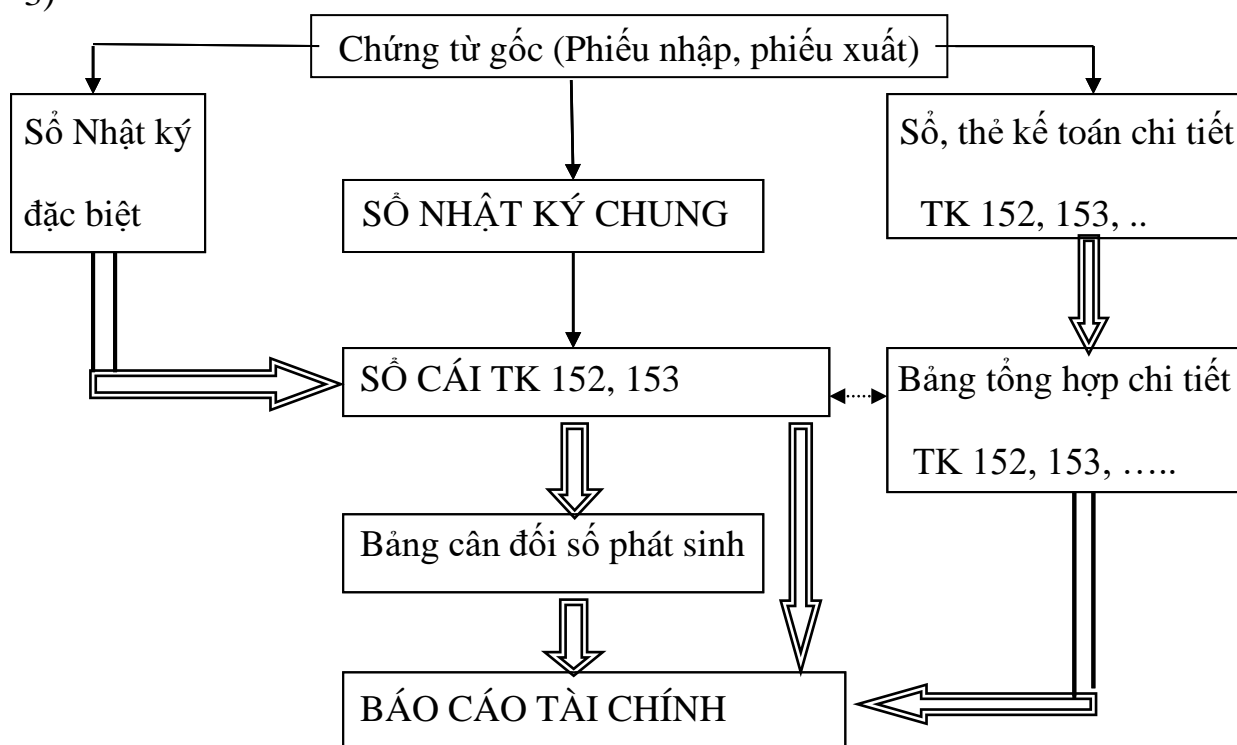 3)
Chứng từ gốc (Phiếu nhập, phiếu xuất)
Sổ Nhật ký
đặc biệt
SỔ NHẬT KÝ CHUNG
Sổ, thẻ kế toán chi tiết
TK 152, 153, ..
SỔ CÁI TK 152, 153
Bảng tổng hợp chi tiết
TK 152, 153, …..
Bảng cân đối số phát sinh
BÁO CÁO TÀI CHÍNH